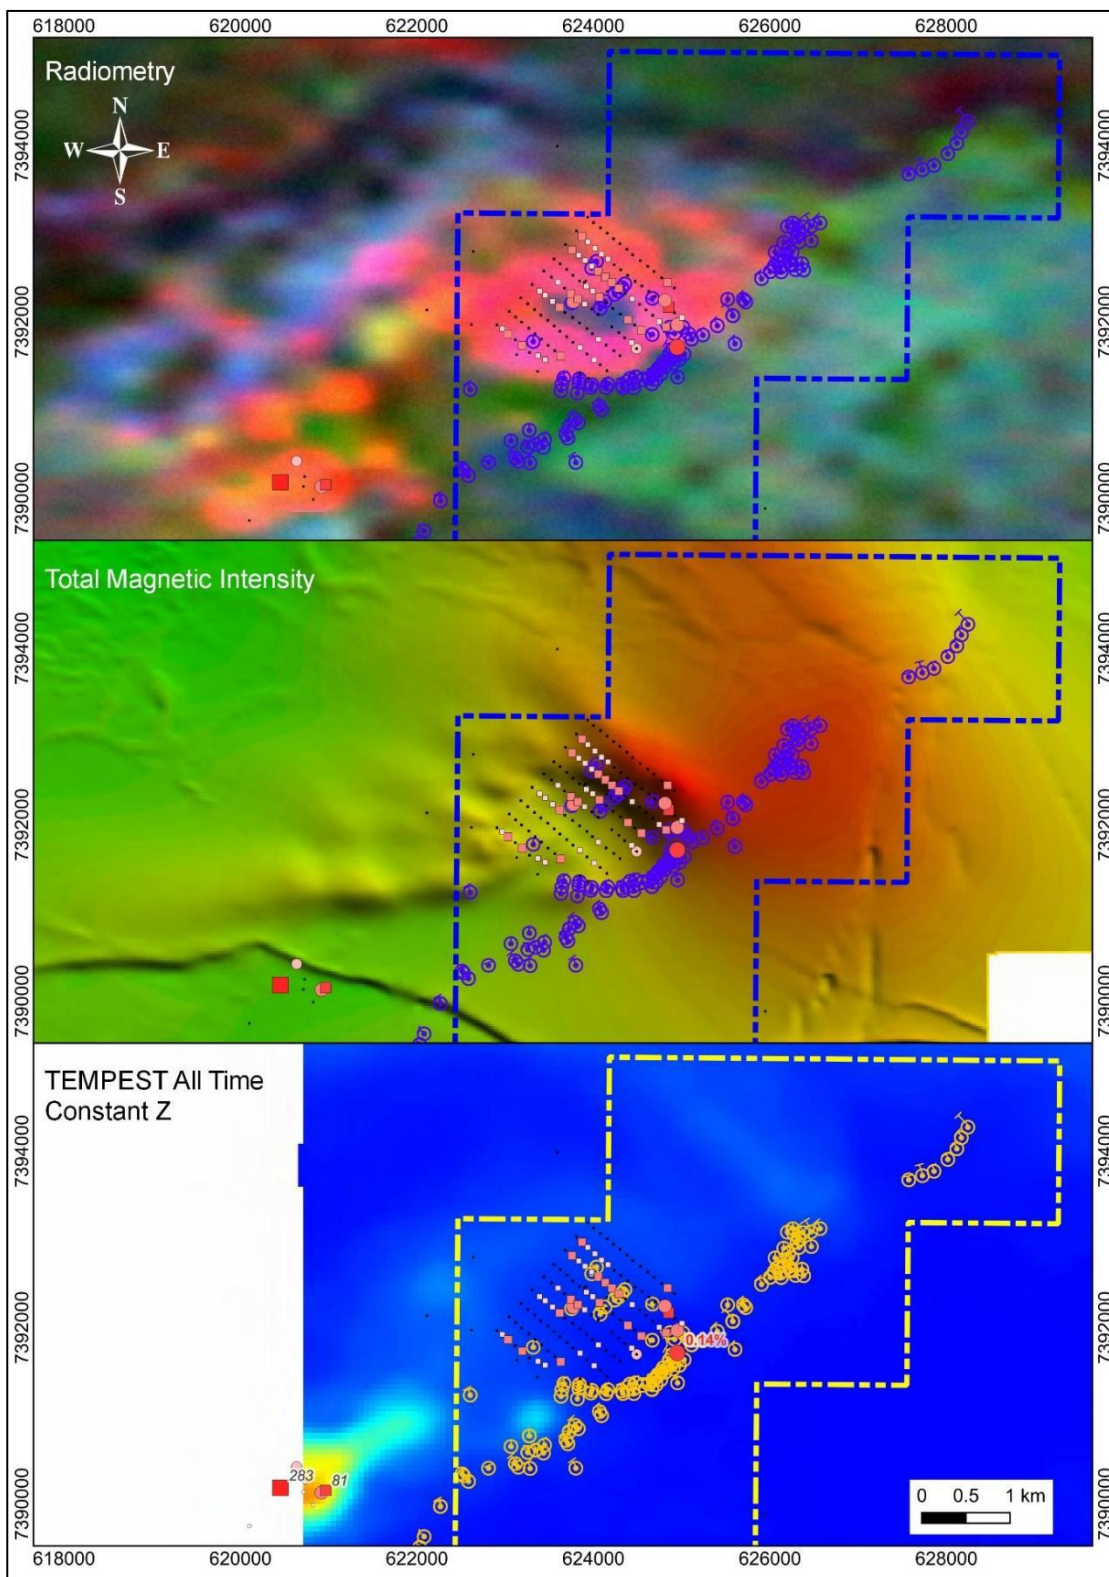 618000 620000 622000 624000 626000 628000
Radiometry
N
W E
S
7394000 7394000
7392000 7392000
7390000 7390000
Total Magnetic Intensity
7394000 7394000
7392000 7392000
7390000 7390000
TEMPEST All Time
Constant Z
7394000 7394000
7392000 7392000
0.14%
283 81
7390000 7390000
0 0.5 1 km
618000 620000 622000 624000 626000 628000